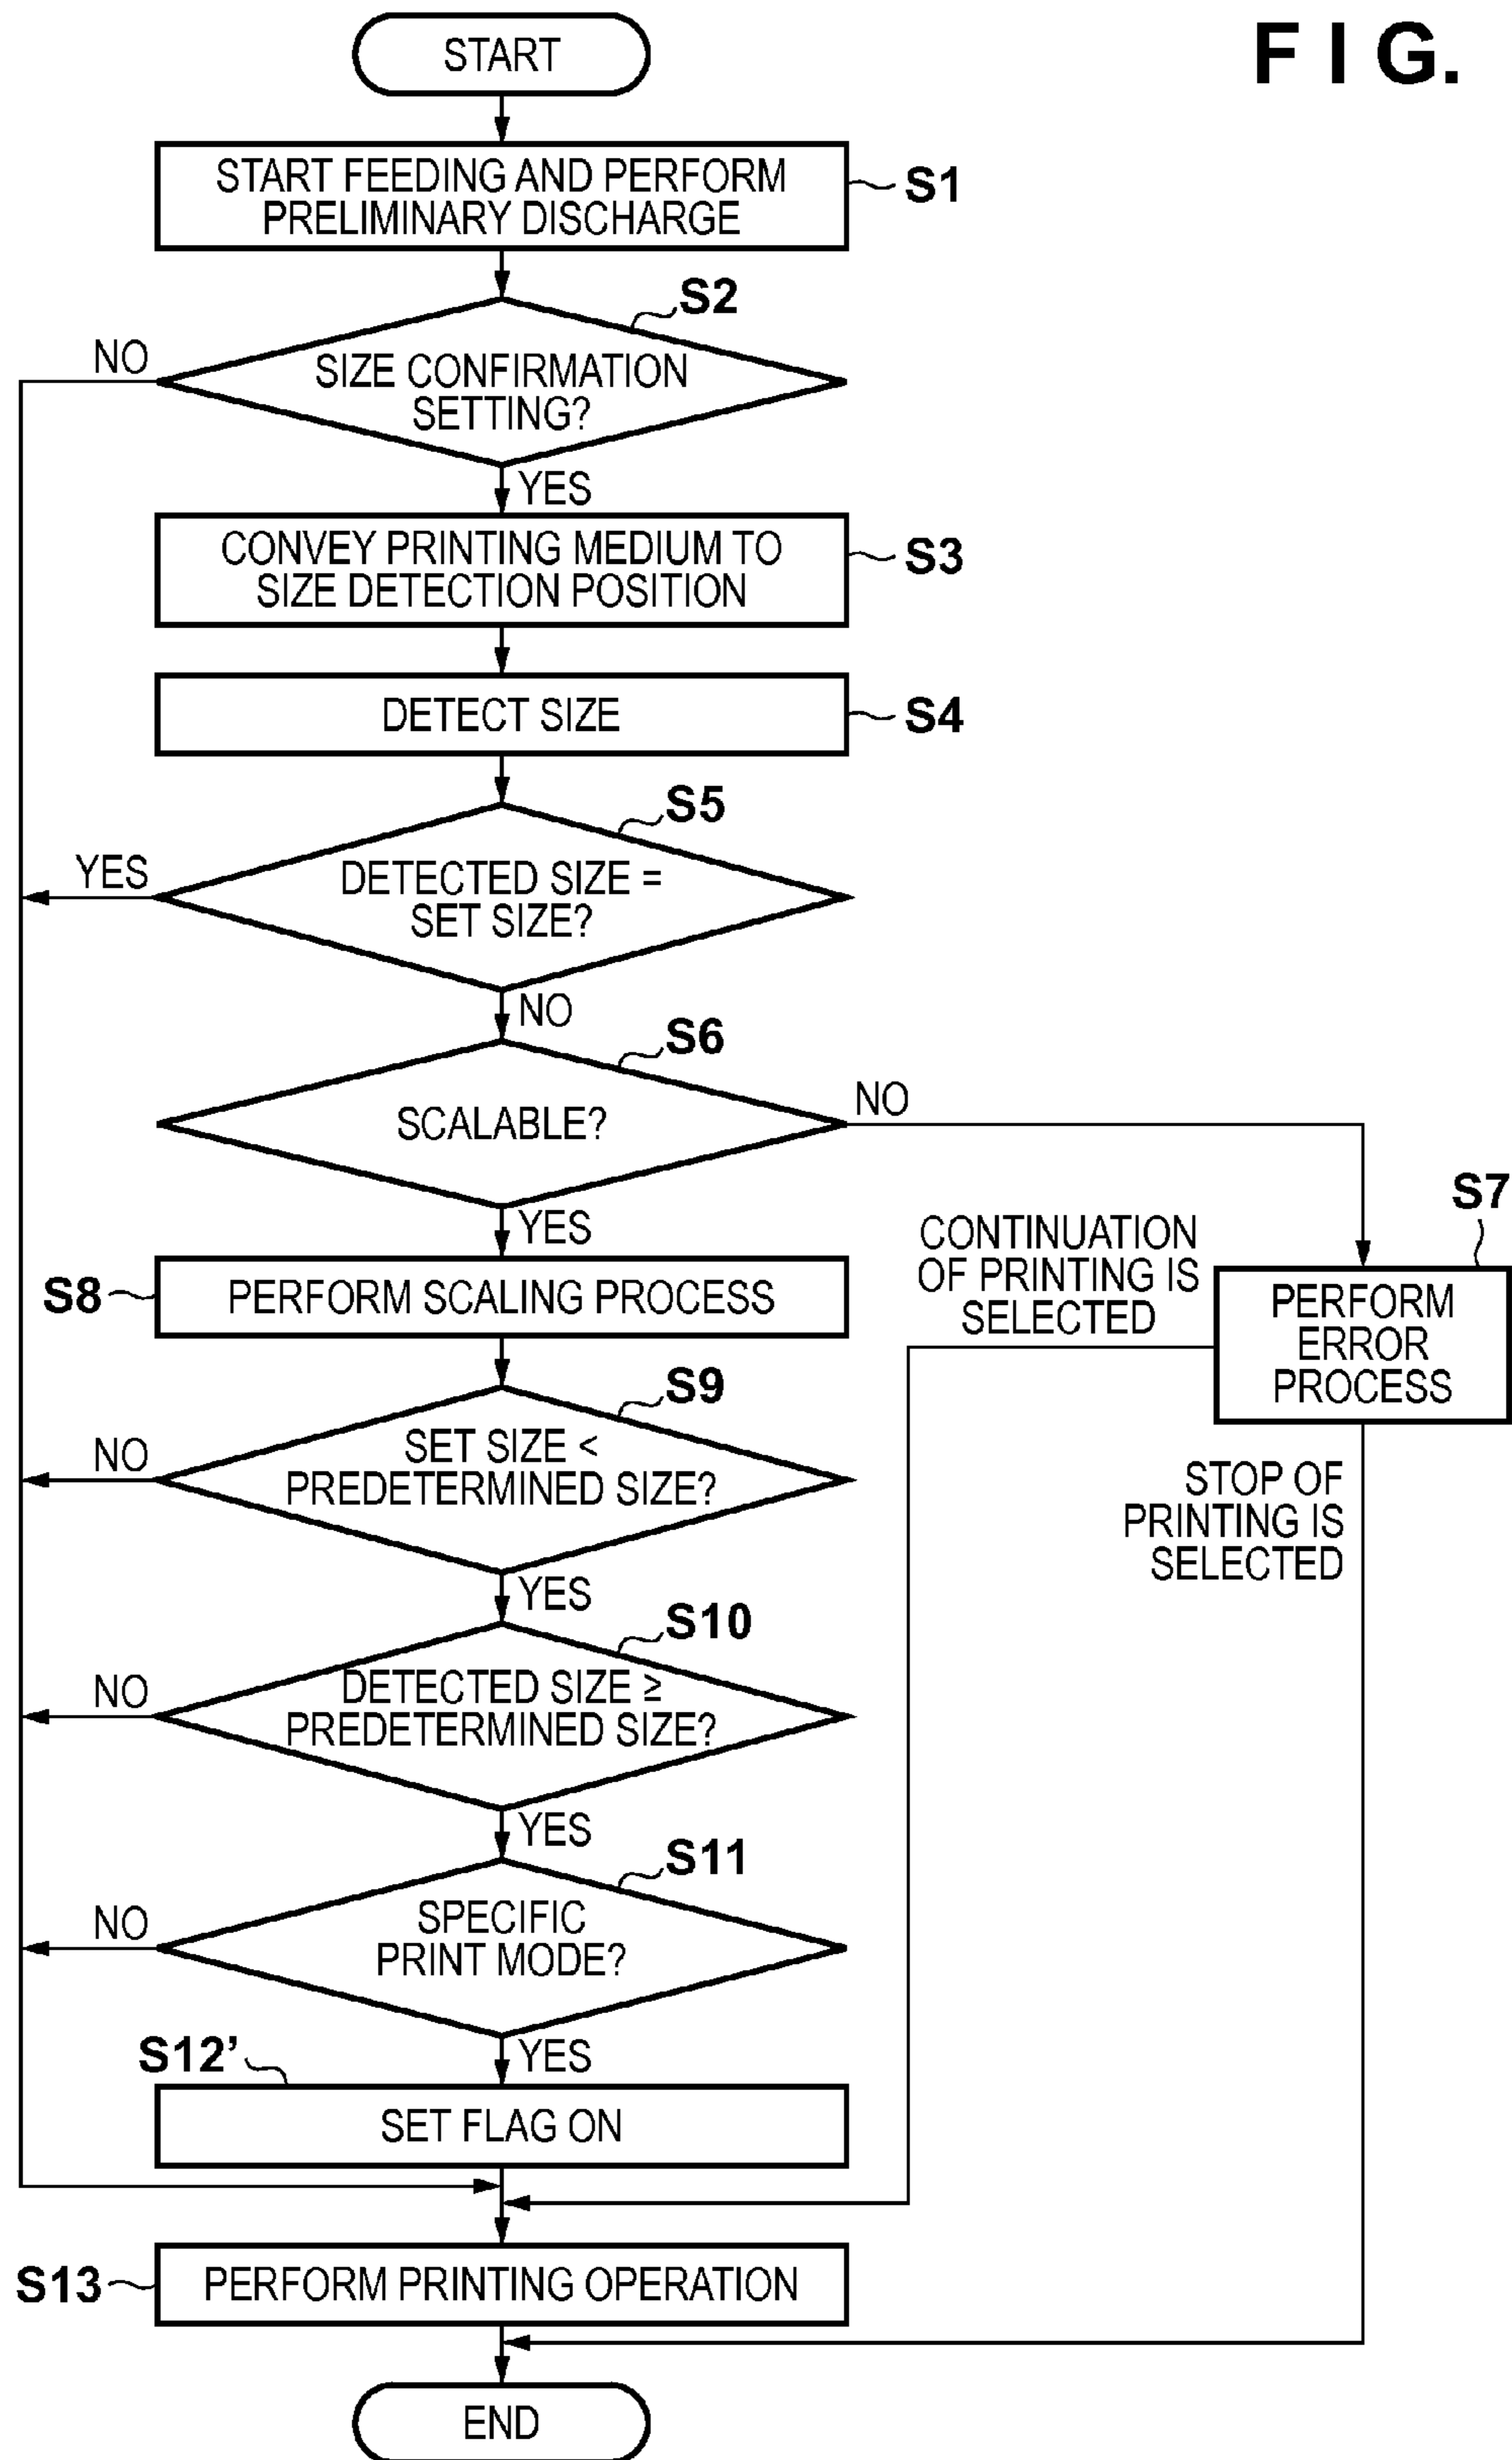 F I G.
START
START FEEDING AND PERFORM
PRELIMINARY DISCHARGE
S1
S2
NO
SIZE CONFIRMATION
SETTING?
YES
CONVEY PRINTING MEDIUM TO
SIZE DETECTION POSITION
S3
DETECT SIZE
S4
S5
YES
DETECTED SIZE =
SET SIZE?
NO
S6
SCALABLE?
NO
S7
YES
CONTINUATION
OF PRINTING IS
SELECTED
S8
PERFORM SCALING PROCESS
PERFORM
ERROR
PROCESS
S9
NO
SET SIZE <
PREDETERMINED SIZE?
STOP OF
PRINTING IS
SELECTED
YES
S10
NO
DETECTED SIZE ≥
PREDETERMINED SIZE?
YES
S11
NO
SPECIFIC
PRINT MODE?
S12’
YES
SET FLAG ON
S13
PERFORM PRINTING OPERATION
END